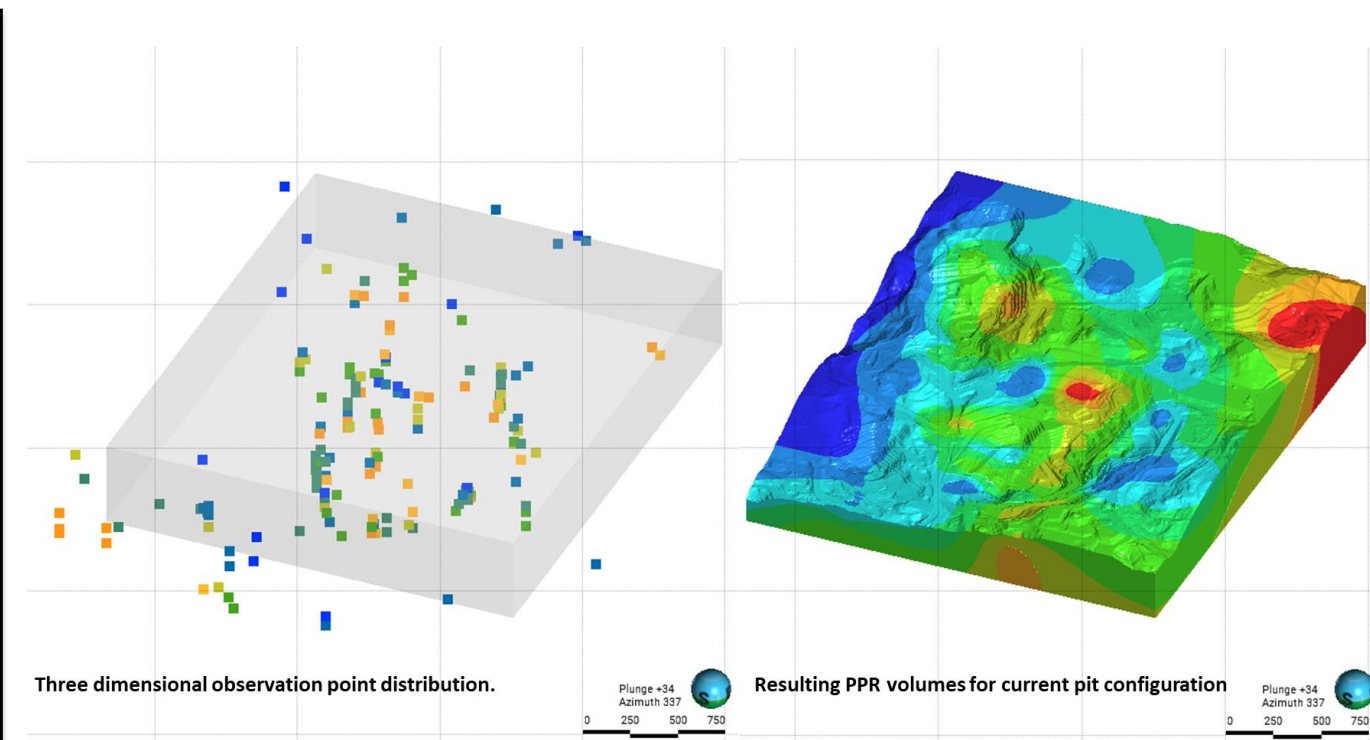 Three dimensional observation point distribution.
Plunge +34
Azimuth 337
S
0 250 500 750
Resulting PPR volumes for current pit configuration
Plunge +34
Azimuth 337
S
0 250 500 750